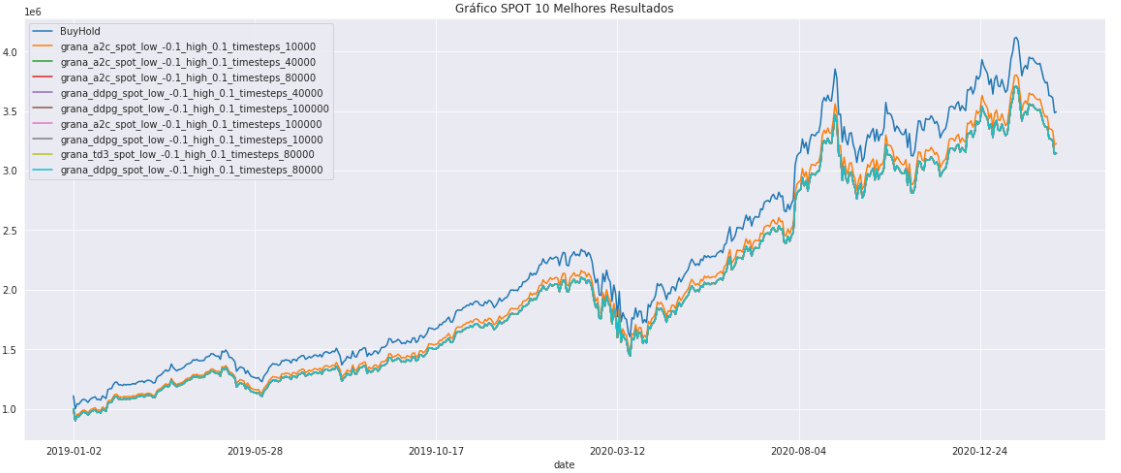 Gráfico SPOT 10 Melhores Resultados
1e6
BuyHold
grana_a2c_spot_low_-0.1_high_0.1_timesteps_10000
grana_a2c_spot_low_-0.1_high_0.1_timesteps_40000
grana_a2c_spot_low_-0.1_high_0.1_timesteps_80000
grana_ddpg_spot_low_-0.1_high_0.1_timesteps_40000
grana_ddpg_spot_low_-0.1_high_0.1_timesteps_100000
grana_a2c_spot_low_-0.1_high_0.1_timesteps_100000
grana_ddpg_spot_low_-0.1_high_0.1_timesteps_10000
grana_td3_spot_low_-0.1_high_0.1_timesteps_80000
grana_ddpg_spot_low_-0.1_high_0.1_timesteps_80000
4.0
3.5
3.0
2.5
2.0
1.5
1.0
2019-01-02 2019-05-28 2019-10-17 2020-03-12 2020-08-04 2020-12-24
date